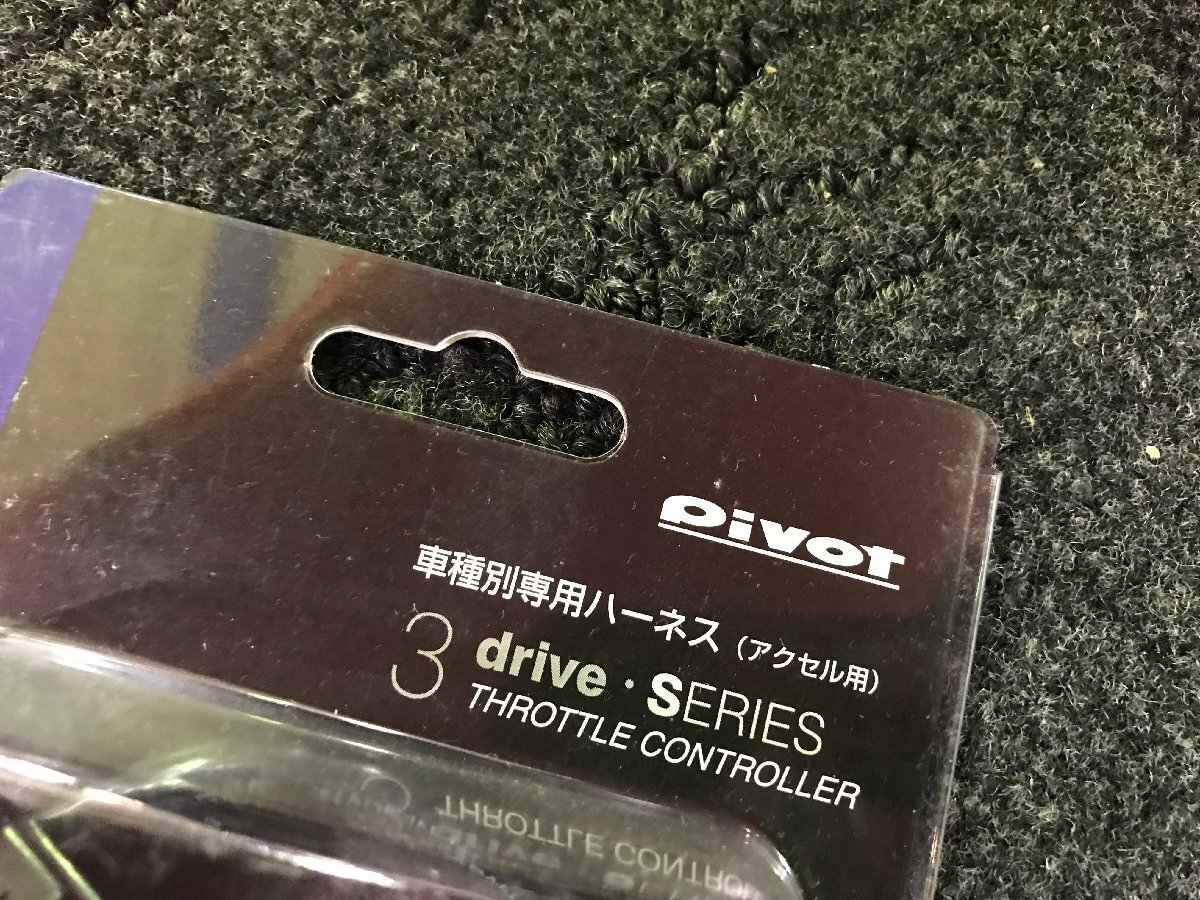 pivot
車種別専用ハーネス（アクセル用）
3 drive・SERIES
THROTTLE CONTROLLER
THROTTLE CONTRO